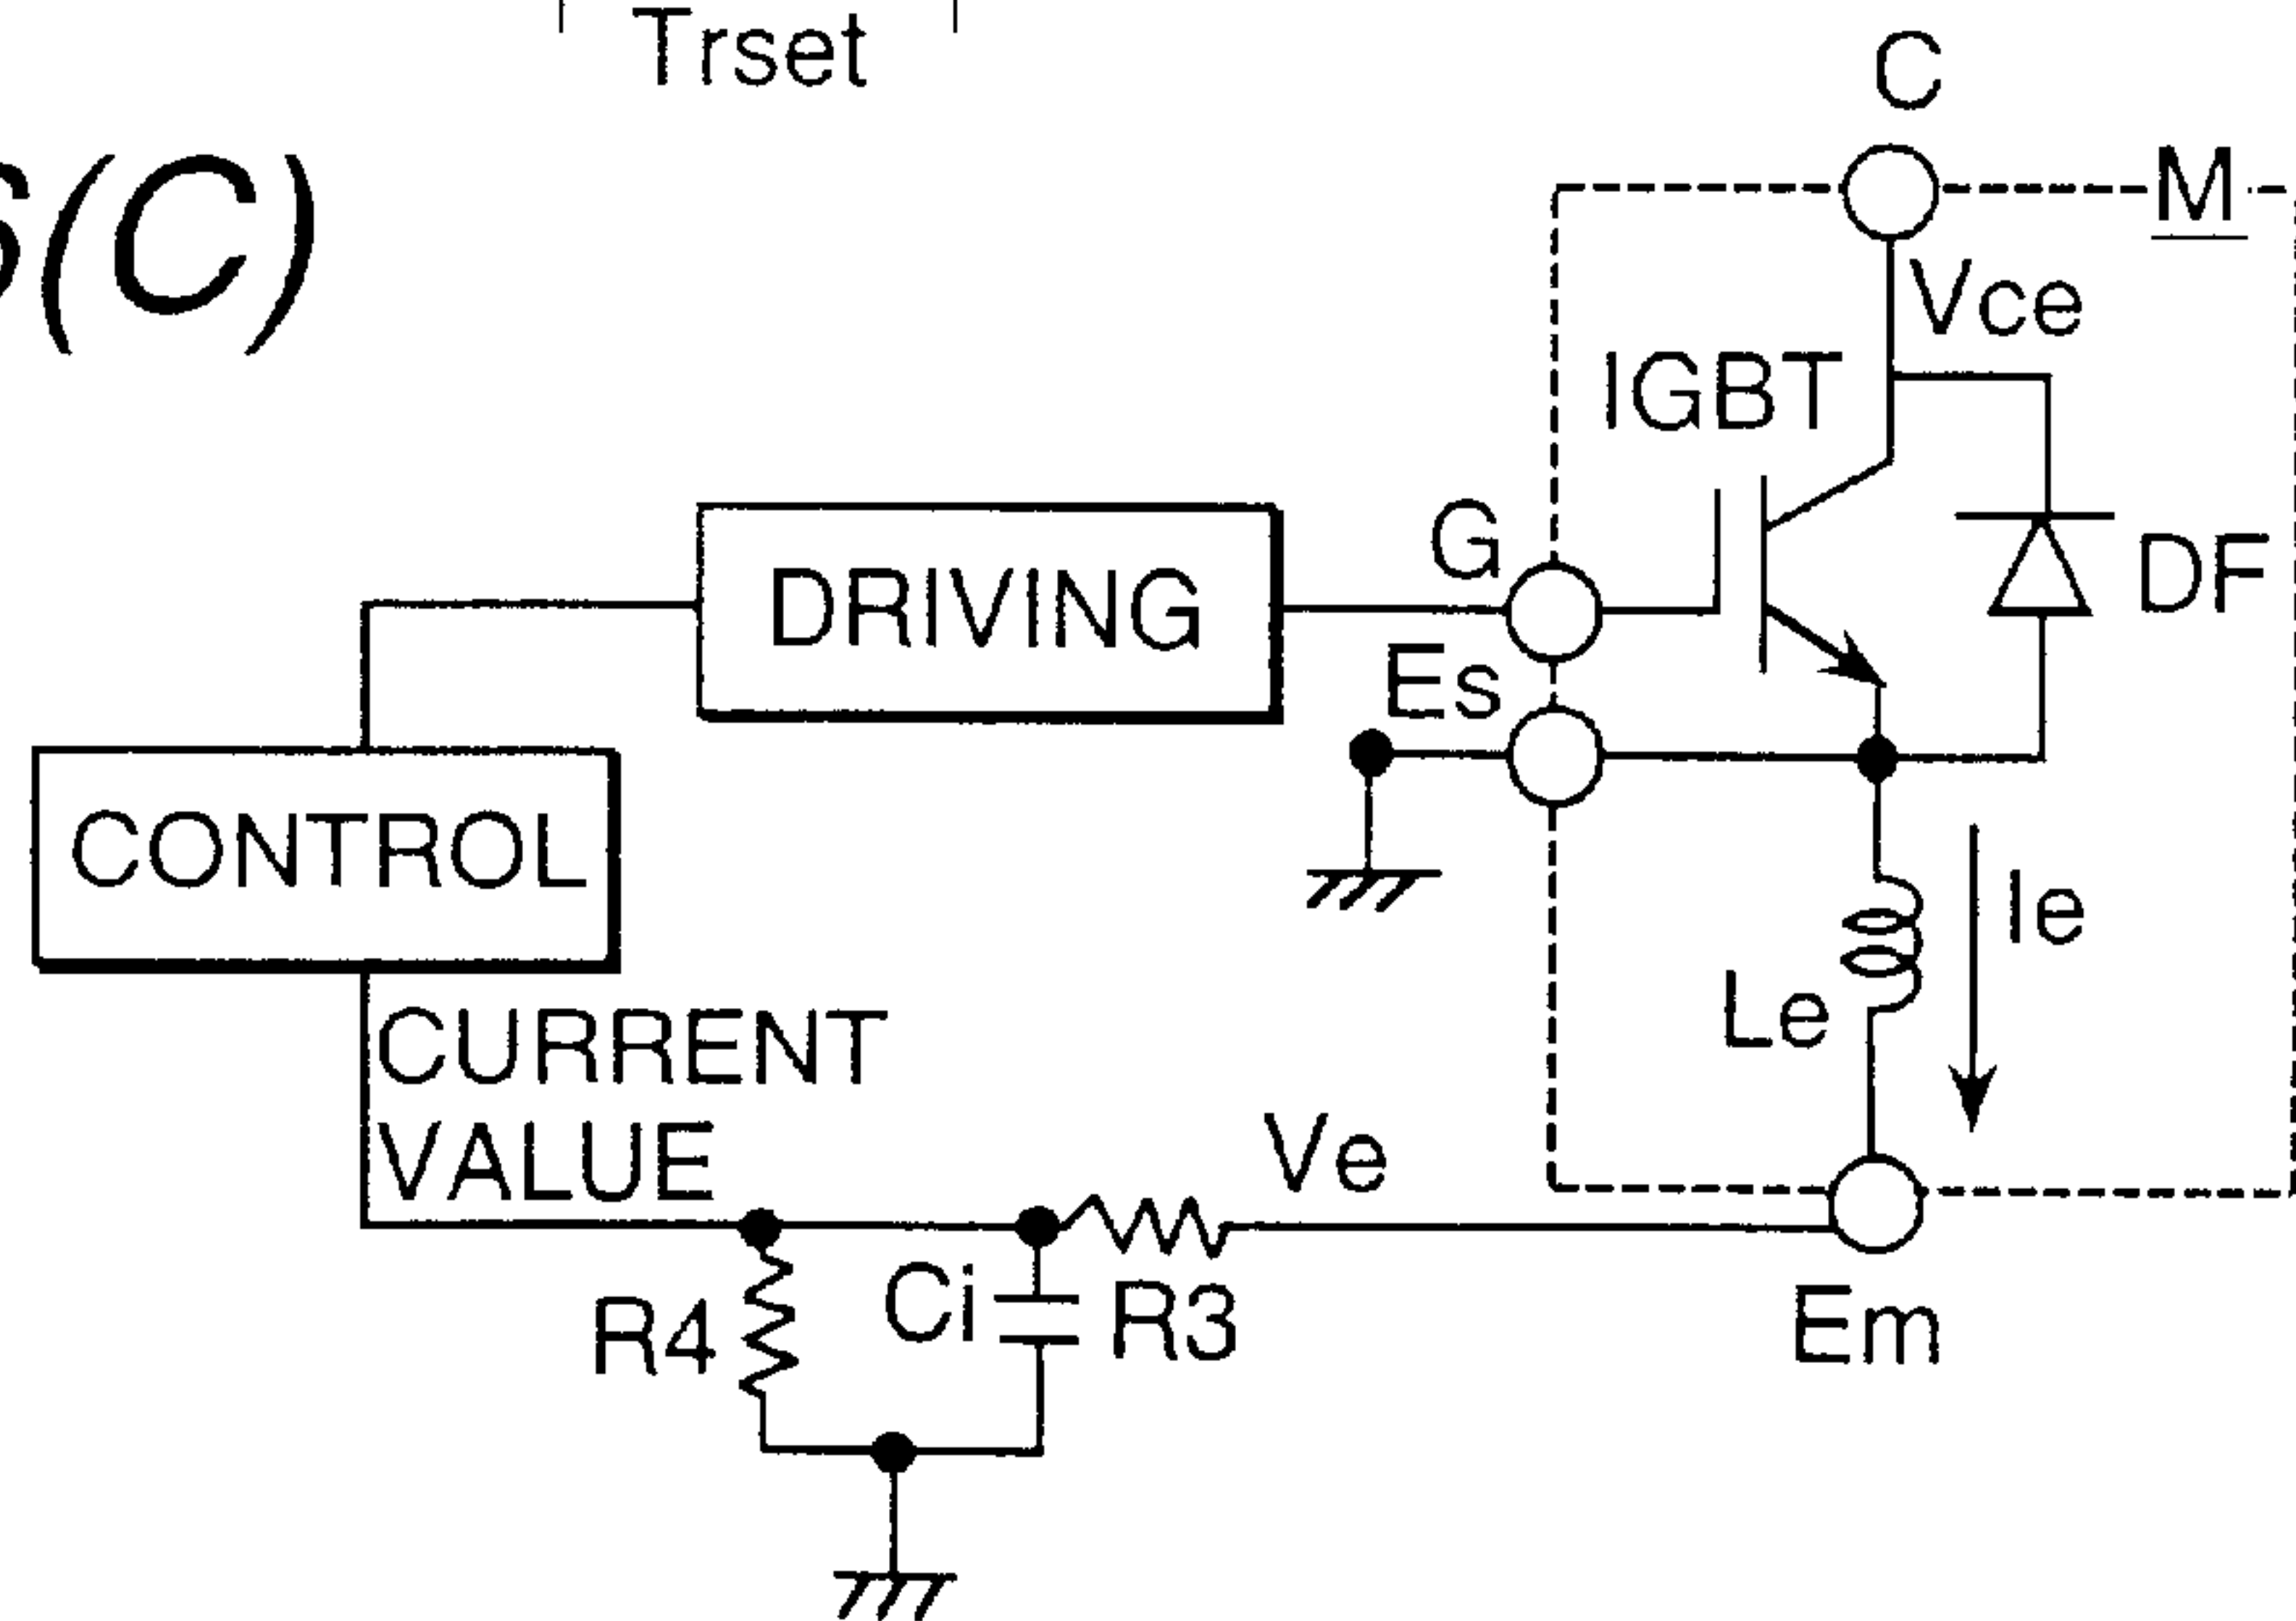 Trset
C
(C)
M
Vce
IGBT
G
DRIVING
DF
Es
CONTROL
Ie
Le
CURRENT
VALUE
Ve
Ci
R4
R3
Em